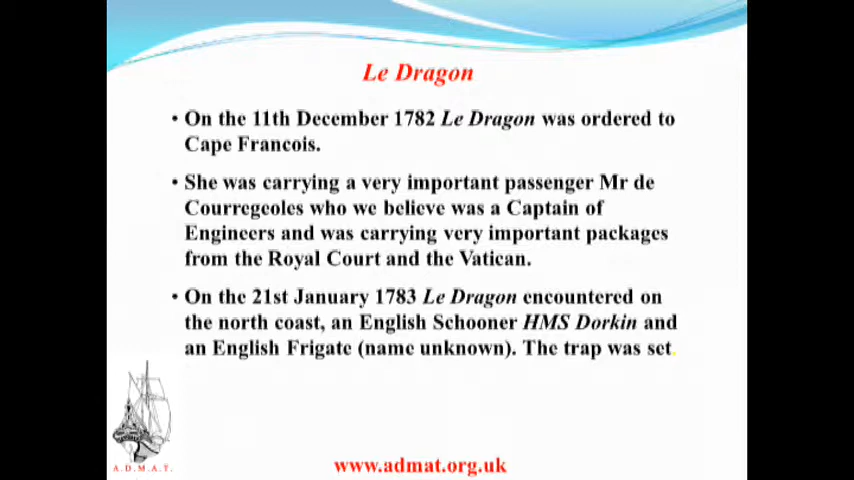 Le Dragon
• On the 11th December 1782 Le Dragon was ordered to
Cape Francois.
• She was carrying a very important passenger Mr de
Courregeoles who we believe was a Captain of
Engineers and was carrying very important packages
from the Royal Court and the Vatican.
• On the 21st January 1783 Le Dragon encountered on
the north coast, an English Schooner HMS Dorkin and
an English Frigate (name unknown). The trap was set.
A.D.M.A.T.
www.admat.org.uk